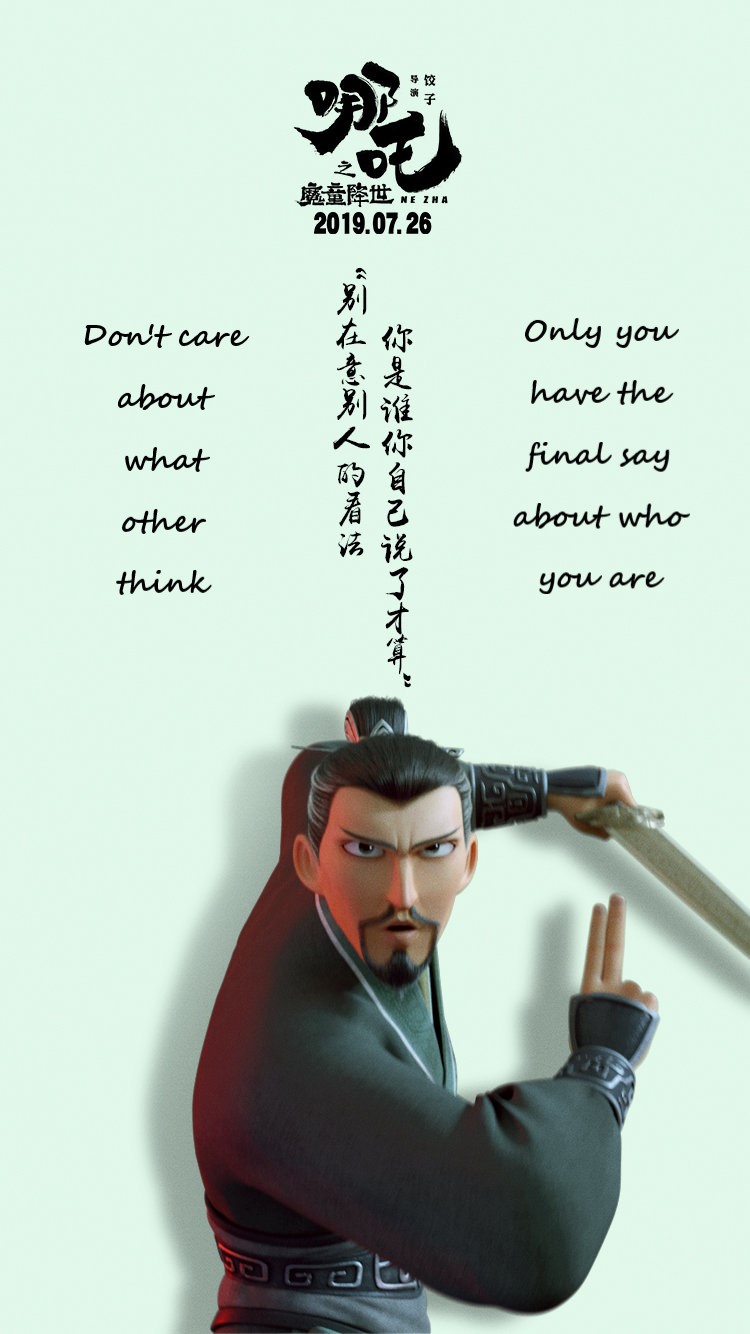 哪吒
导演
饺子
之
魔童降世
NE ZHA
2019.07.26
“别在意别人的看法
你是谁你自己说了才算”
Don't care
about
what
other
think
Only you
have the
final say
about who
you are